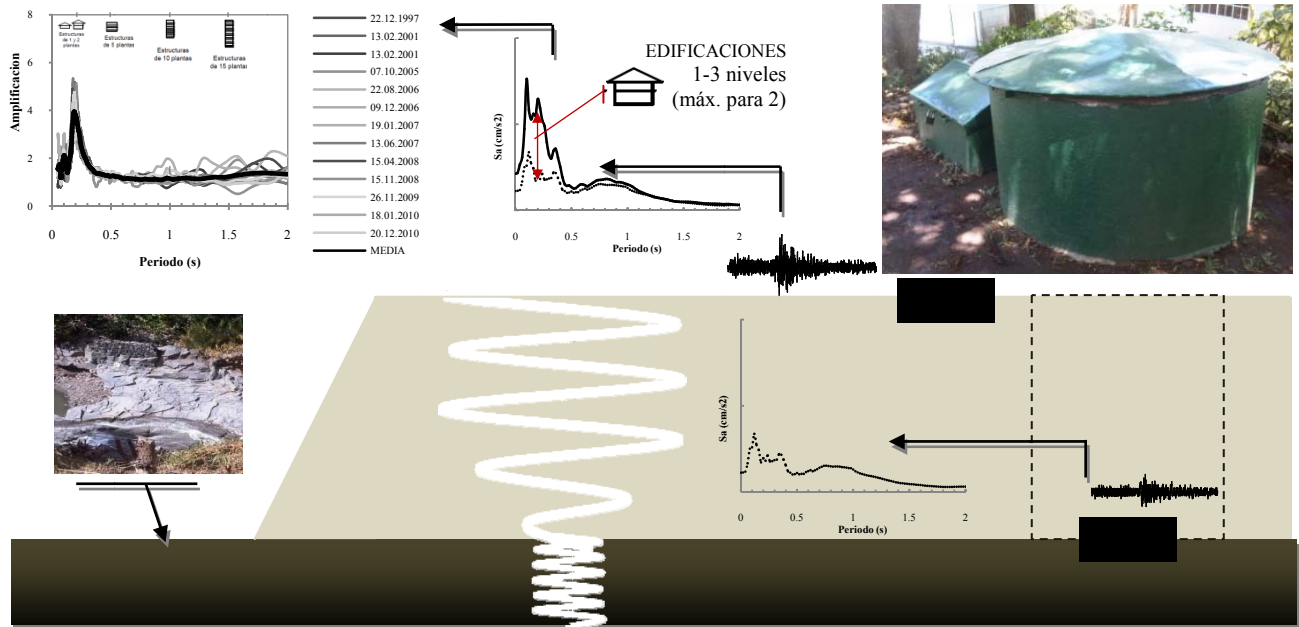 8
6
4
2
0
Amplificacion
Estructuras
de 1 y 2
plantas
Estructuras
de 5 plantas
Estructuras
de 10 plantas
Estructuras
de 15 plantas
0 0.5 1 1.5 2
Periodo (s)
22.12.1997
13.02.2001
13.02.2001
07.10.2005
22.08.2006
09.12.2006
19.01.2007
13.06.2007
15.04.2008
15.11.2008
26.11.2009
18.01.2010
20.12.2010
MEDIA
EDIFICACIONES
1-3 niveles
(máx. para 2)
Sa (cm/s2)
0 0.5 1 1.5 2
Periodo (s)
Sa (cm/s2)
0 0.5 1 1.5 2
Periodo (s)